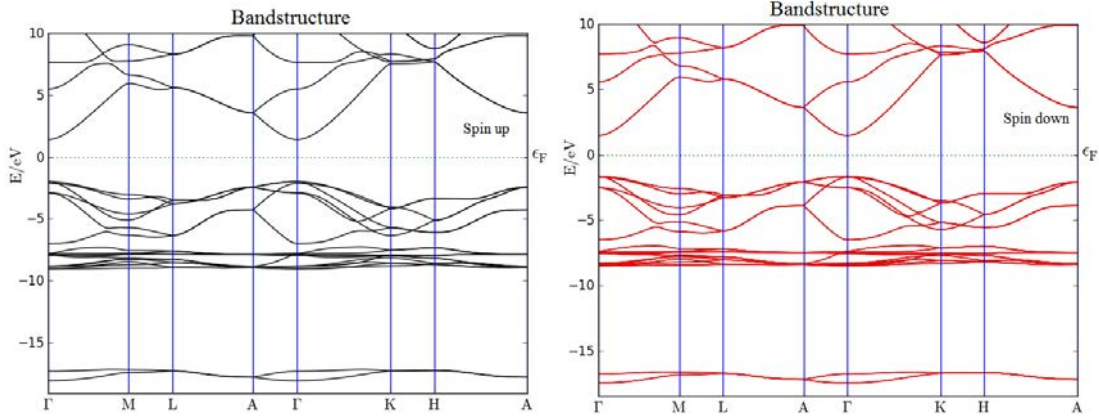 Bandstructure
10
5
0
−5
−10
−15
E/eV
Spin up
ϵF
Γ M L A Γ K H A
Bandstructure
10
5
0
−5
−10
−15
E/eV
Spin down
ϵF
Γ M L A Γ K H A